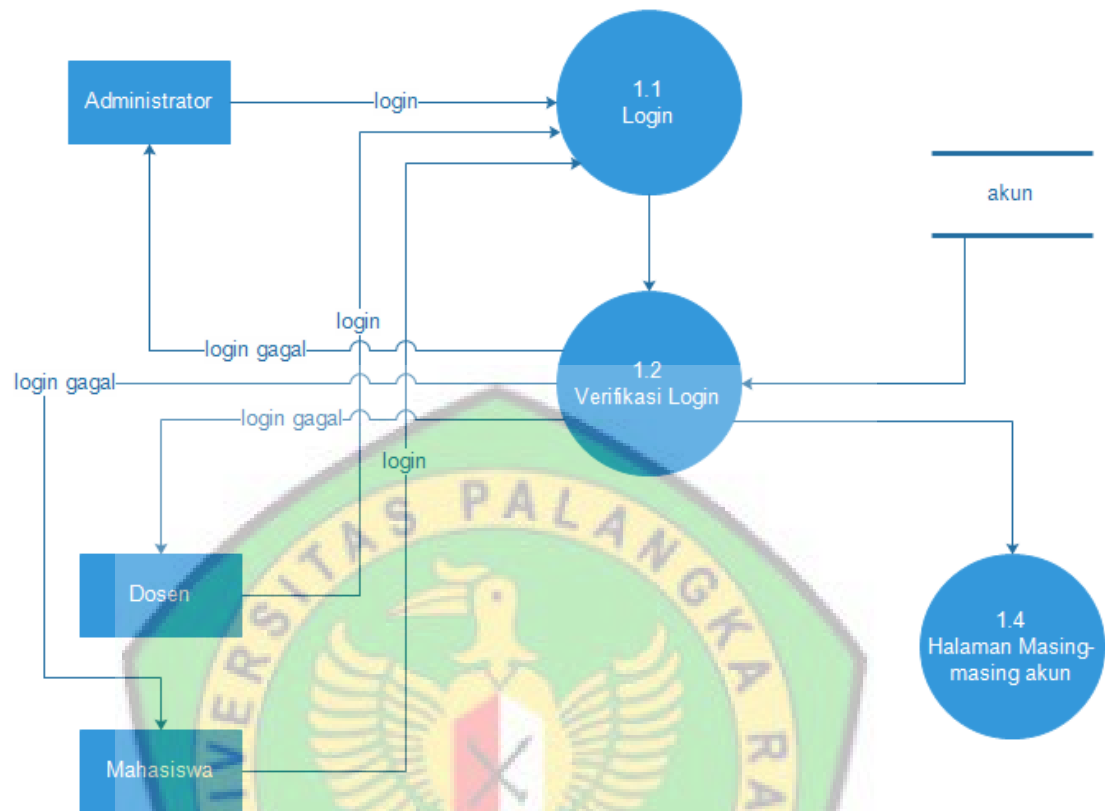 1.1
Login
Administrator
login
akun
login
login gagal
1.2
Verifikasi Login
login gagal
login gagal
login
Dosen
1.4
Halaman Masing-
masing akun
Mahasiswa
IVERSITAS PALANGKA RA